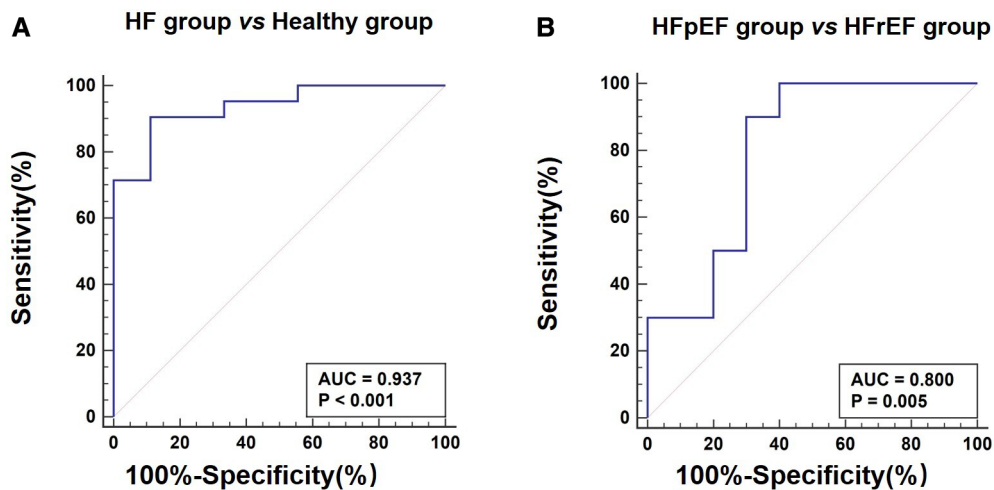 A
HF group vs Healthy group
100
80
60
40
20
0
Sensitivity(%)
AUC = 0.937
P < 0.001
0 20 40 60 80 100
100%-Specificity(%)
B
HFpEF group vs HFrEF group
100
80
60
40
20
0
Sensitivity(%)
AUC = 0.800
P = 0.005
0 20 40 60 80 100
100%-Specificity(%)